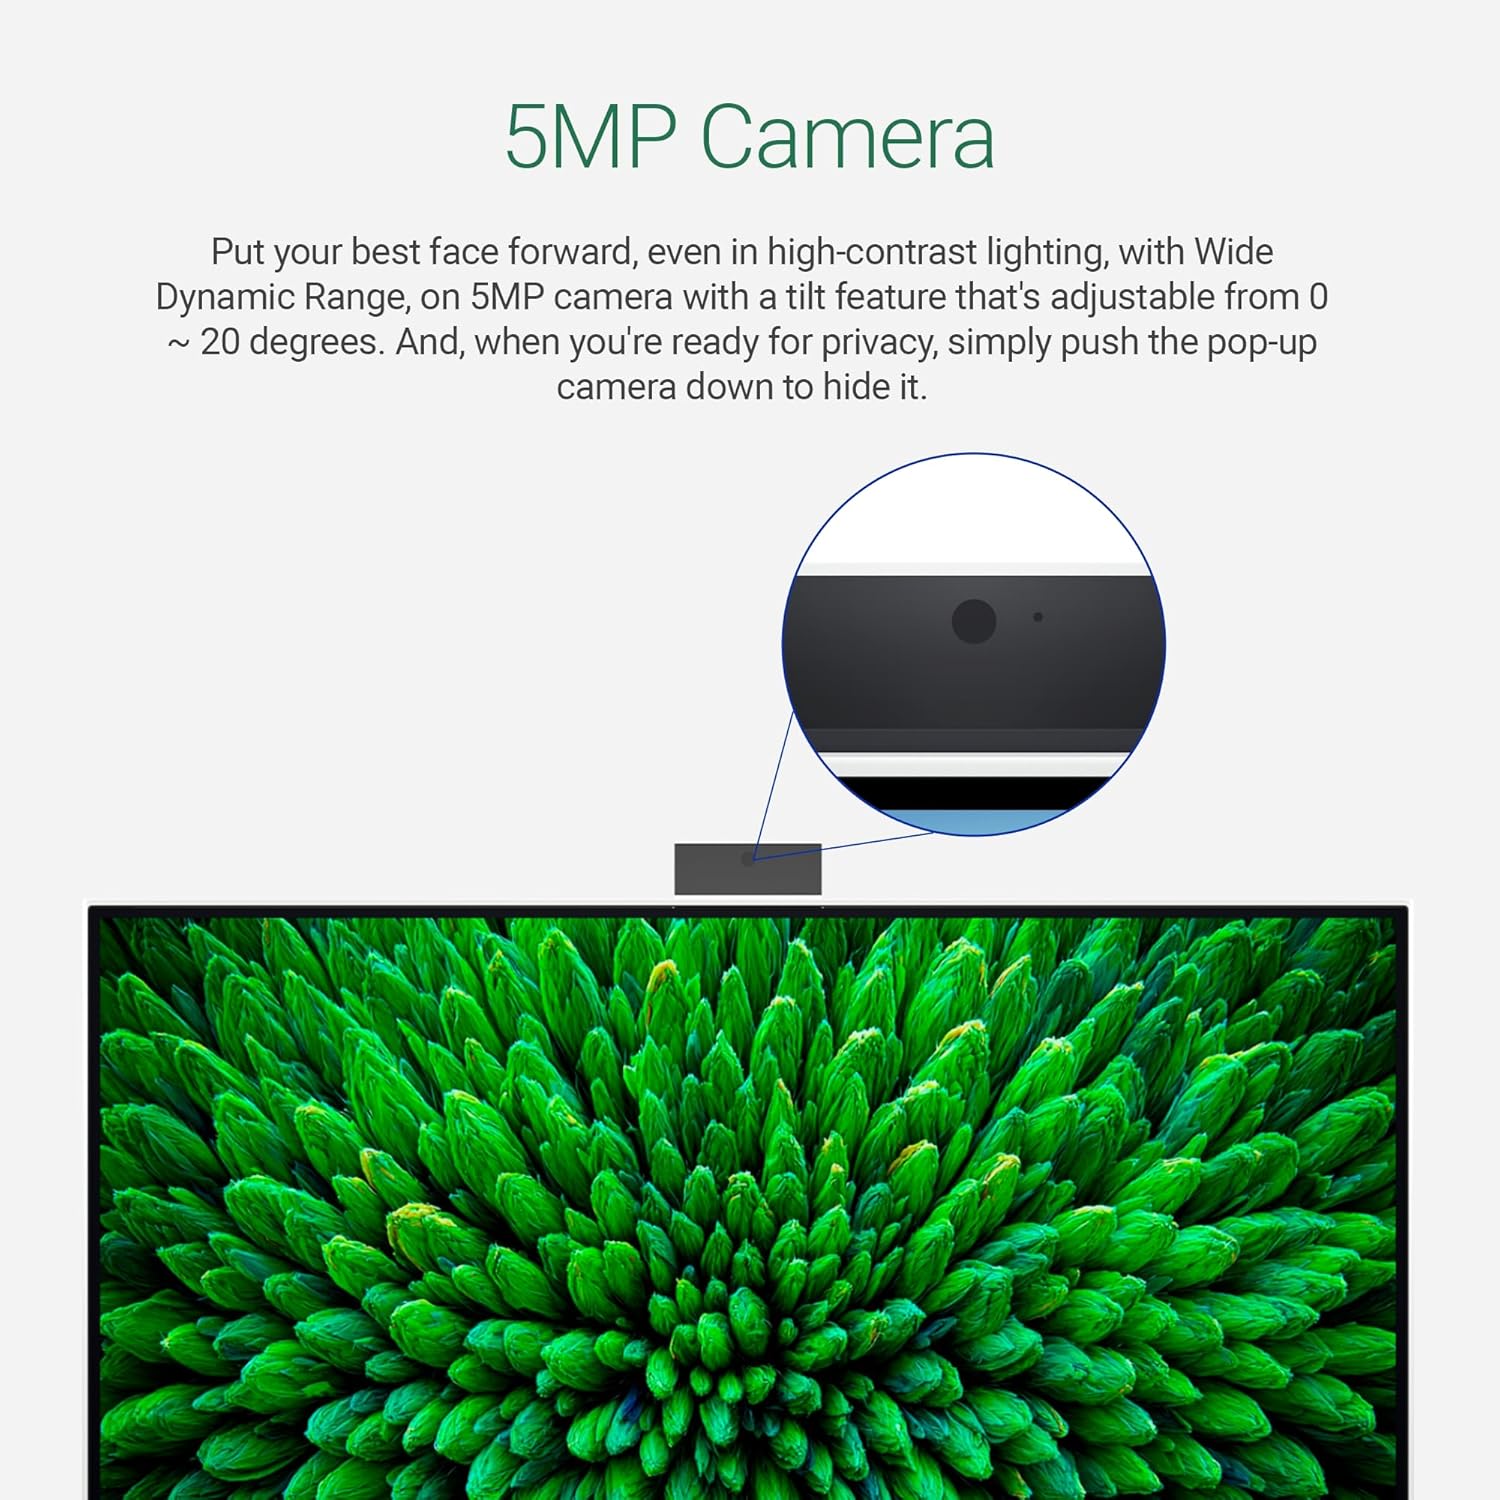 5MP Camera
Put your best face forward, even in high-contrast lighting, with Wide
Dynamic Range, on 5MP camera with a tilt feature that's adjustable from 0
~ 20 degrees. And, when you're ready for privacy, simply push the pop-up
camera down to hide it.